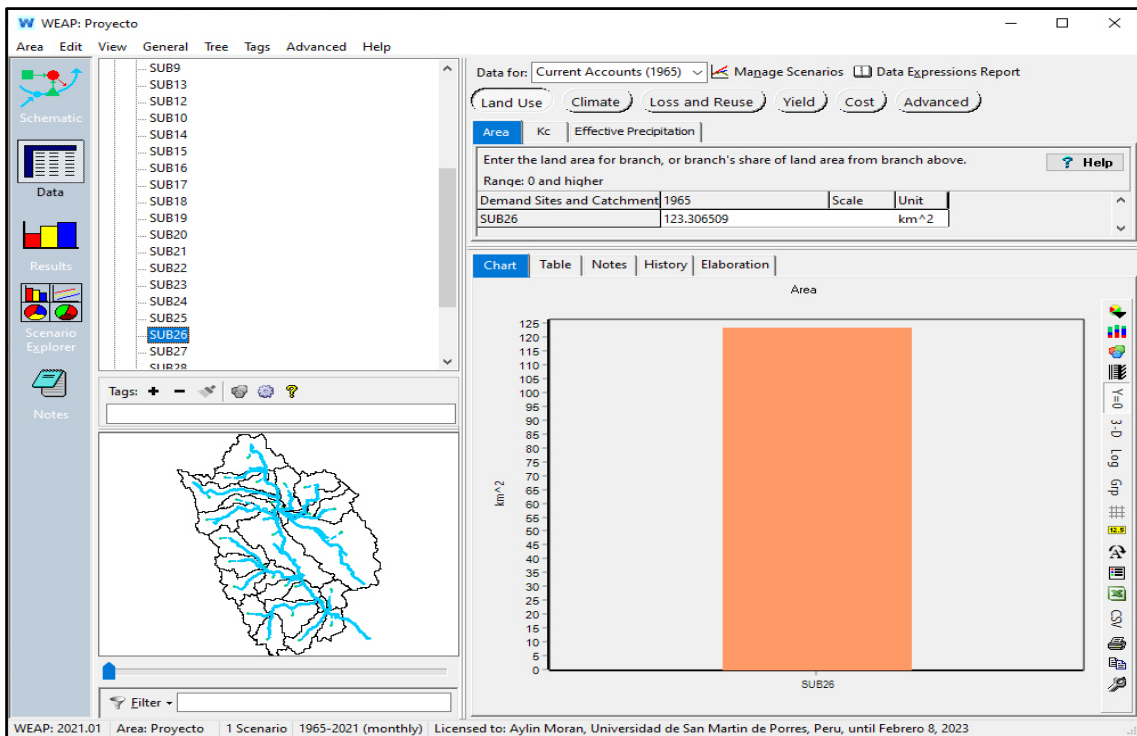 WEAP: Proyecto
Area Edit View General Tree Tags Advanced Help
Schematic
Data
Results
Scenario
Explorer
Notes
SUB9
SUB13
SUB12
SUB10
SUB14
SUB15
SUB16
SUB17
SUB18
SUB19
SUB20
SUB21
SUB22
SUB23
SUB24
SUB25
SUB26
SUB27
SUB28
Tags:
Filter
Data for: Current Accounts (1965) Manage Scenarios Data Expressions Report
Land Use Climate Loss and Reuse Yield Cost Advanced
Area Kc Effective Precipitation
Enter the land area for branch, or branch's share of land area from branch above.
? Help
Range: 0 and higher
Demand Sites and Catchment 1965 Scale Unit
SUB26 123.306509 km^2
Chart Table Notes History Elaboration
Area
km^2
125
120
115
110
105
100
95
90
85
80
75
70
65
60
55
50
45
40
35
30
25
20
15
10
5
0
SUB26
Y=0
3-D
Log
Grp
12.5
CSV
WEAP: 2021.01 Area: Proyecto 1 Scenario 1965-2021 (monthly) Licensed to: Aylin Moran, Universidad de San Martin de Porres, Peru, until Febrero 8, 2023